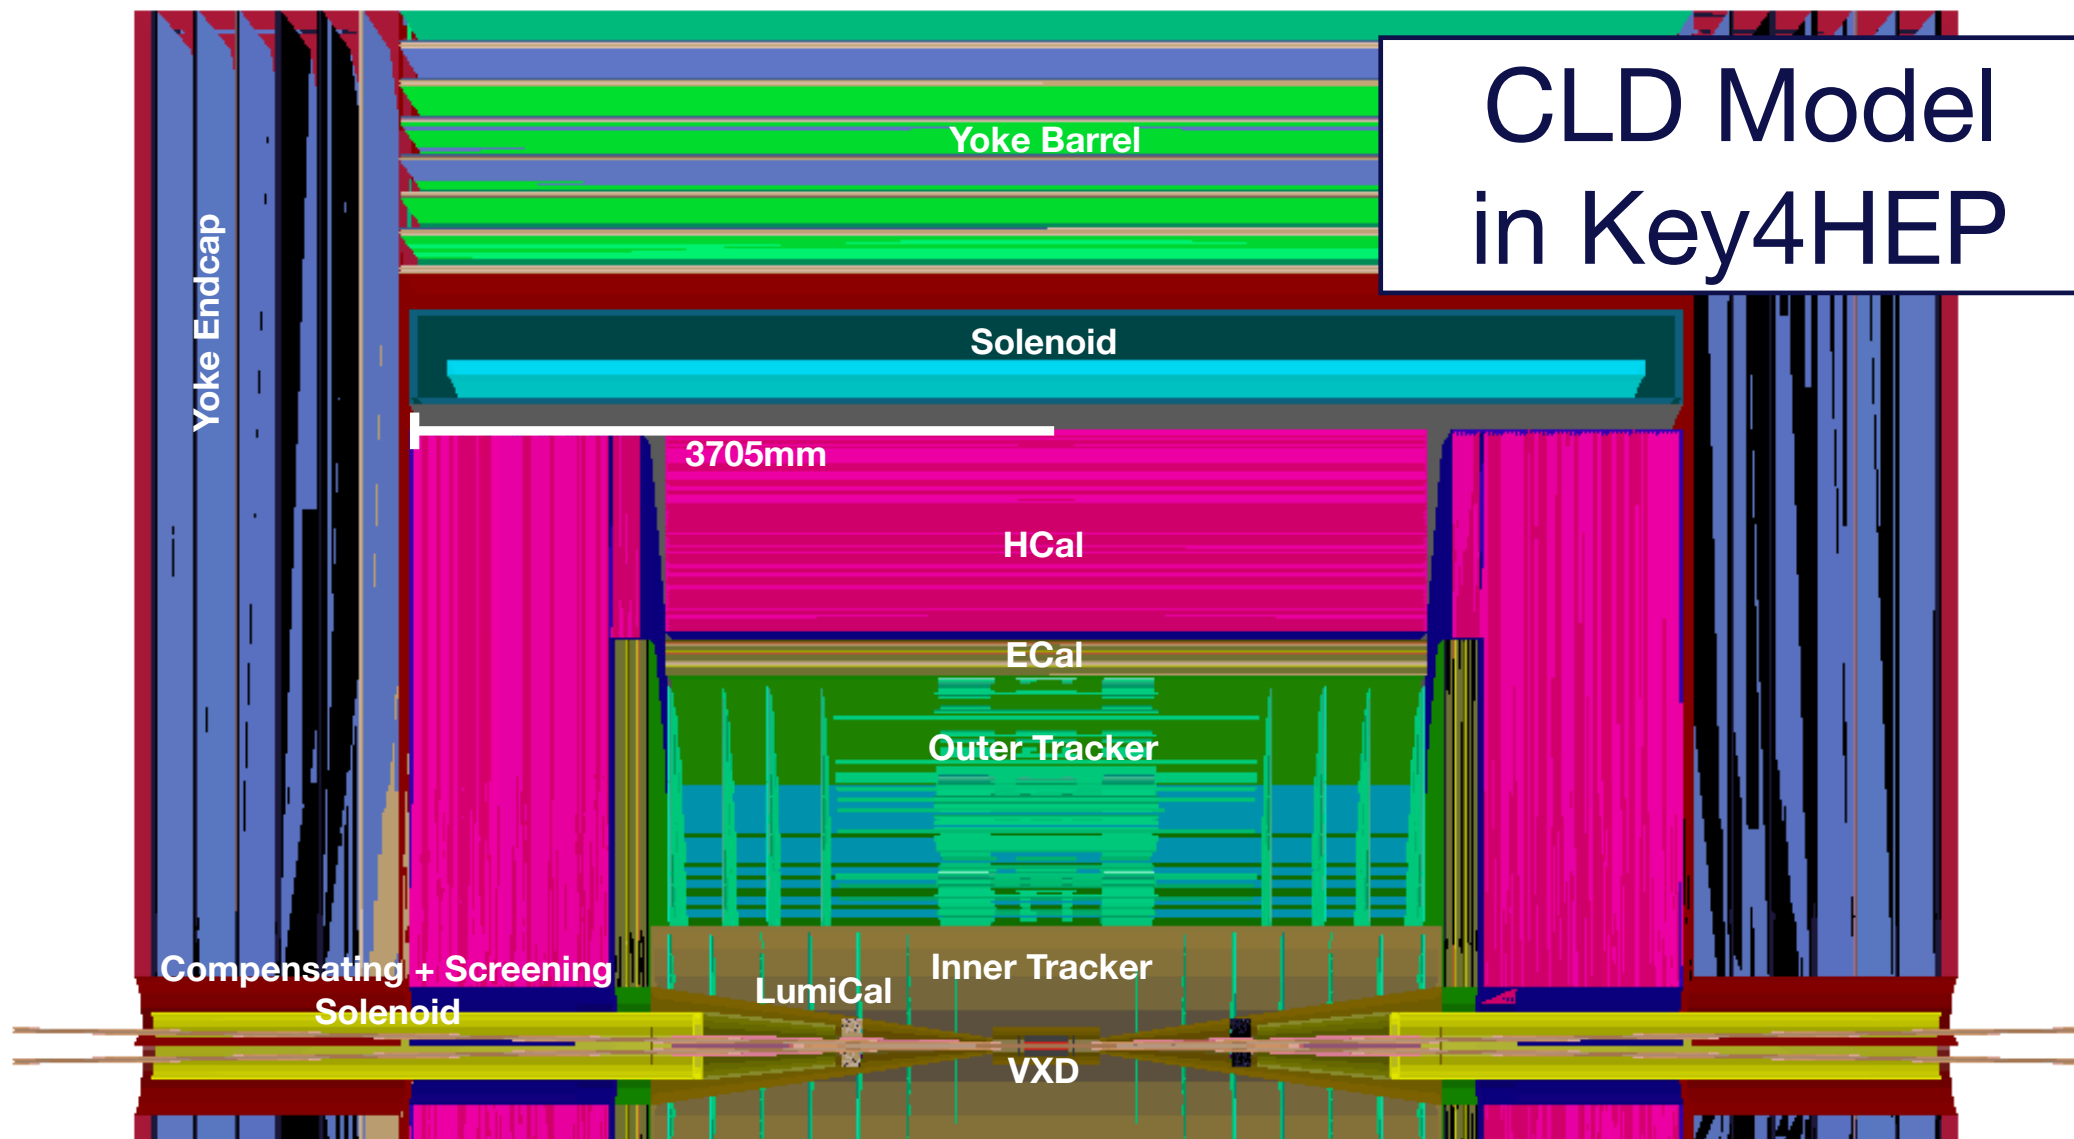 CLD Model
in Key4HEP
Yoke Barrel
Yoke Endcap
Solenoid
3705mm
HCal
ECal
Outer Tracker
Inner Tracker
Compensating + Screening
Solenoid
LumiCal
VXD